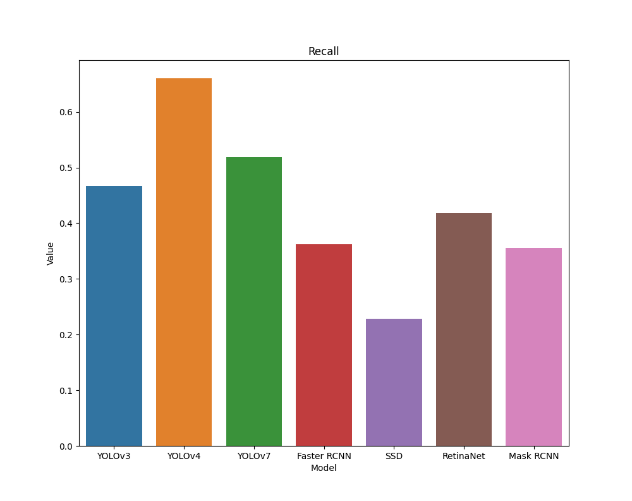 Recall
Value
0.6
0.5
0.4
0.3
0.2
0.1
0.0
YOLOv3 YOLOv4 YOLOv7 Faster RCNN SSD RetinaNet Mask RCNN
Model